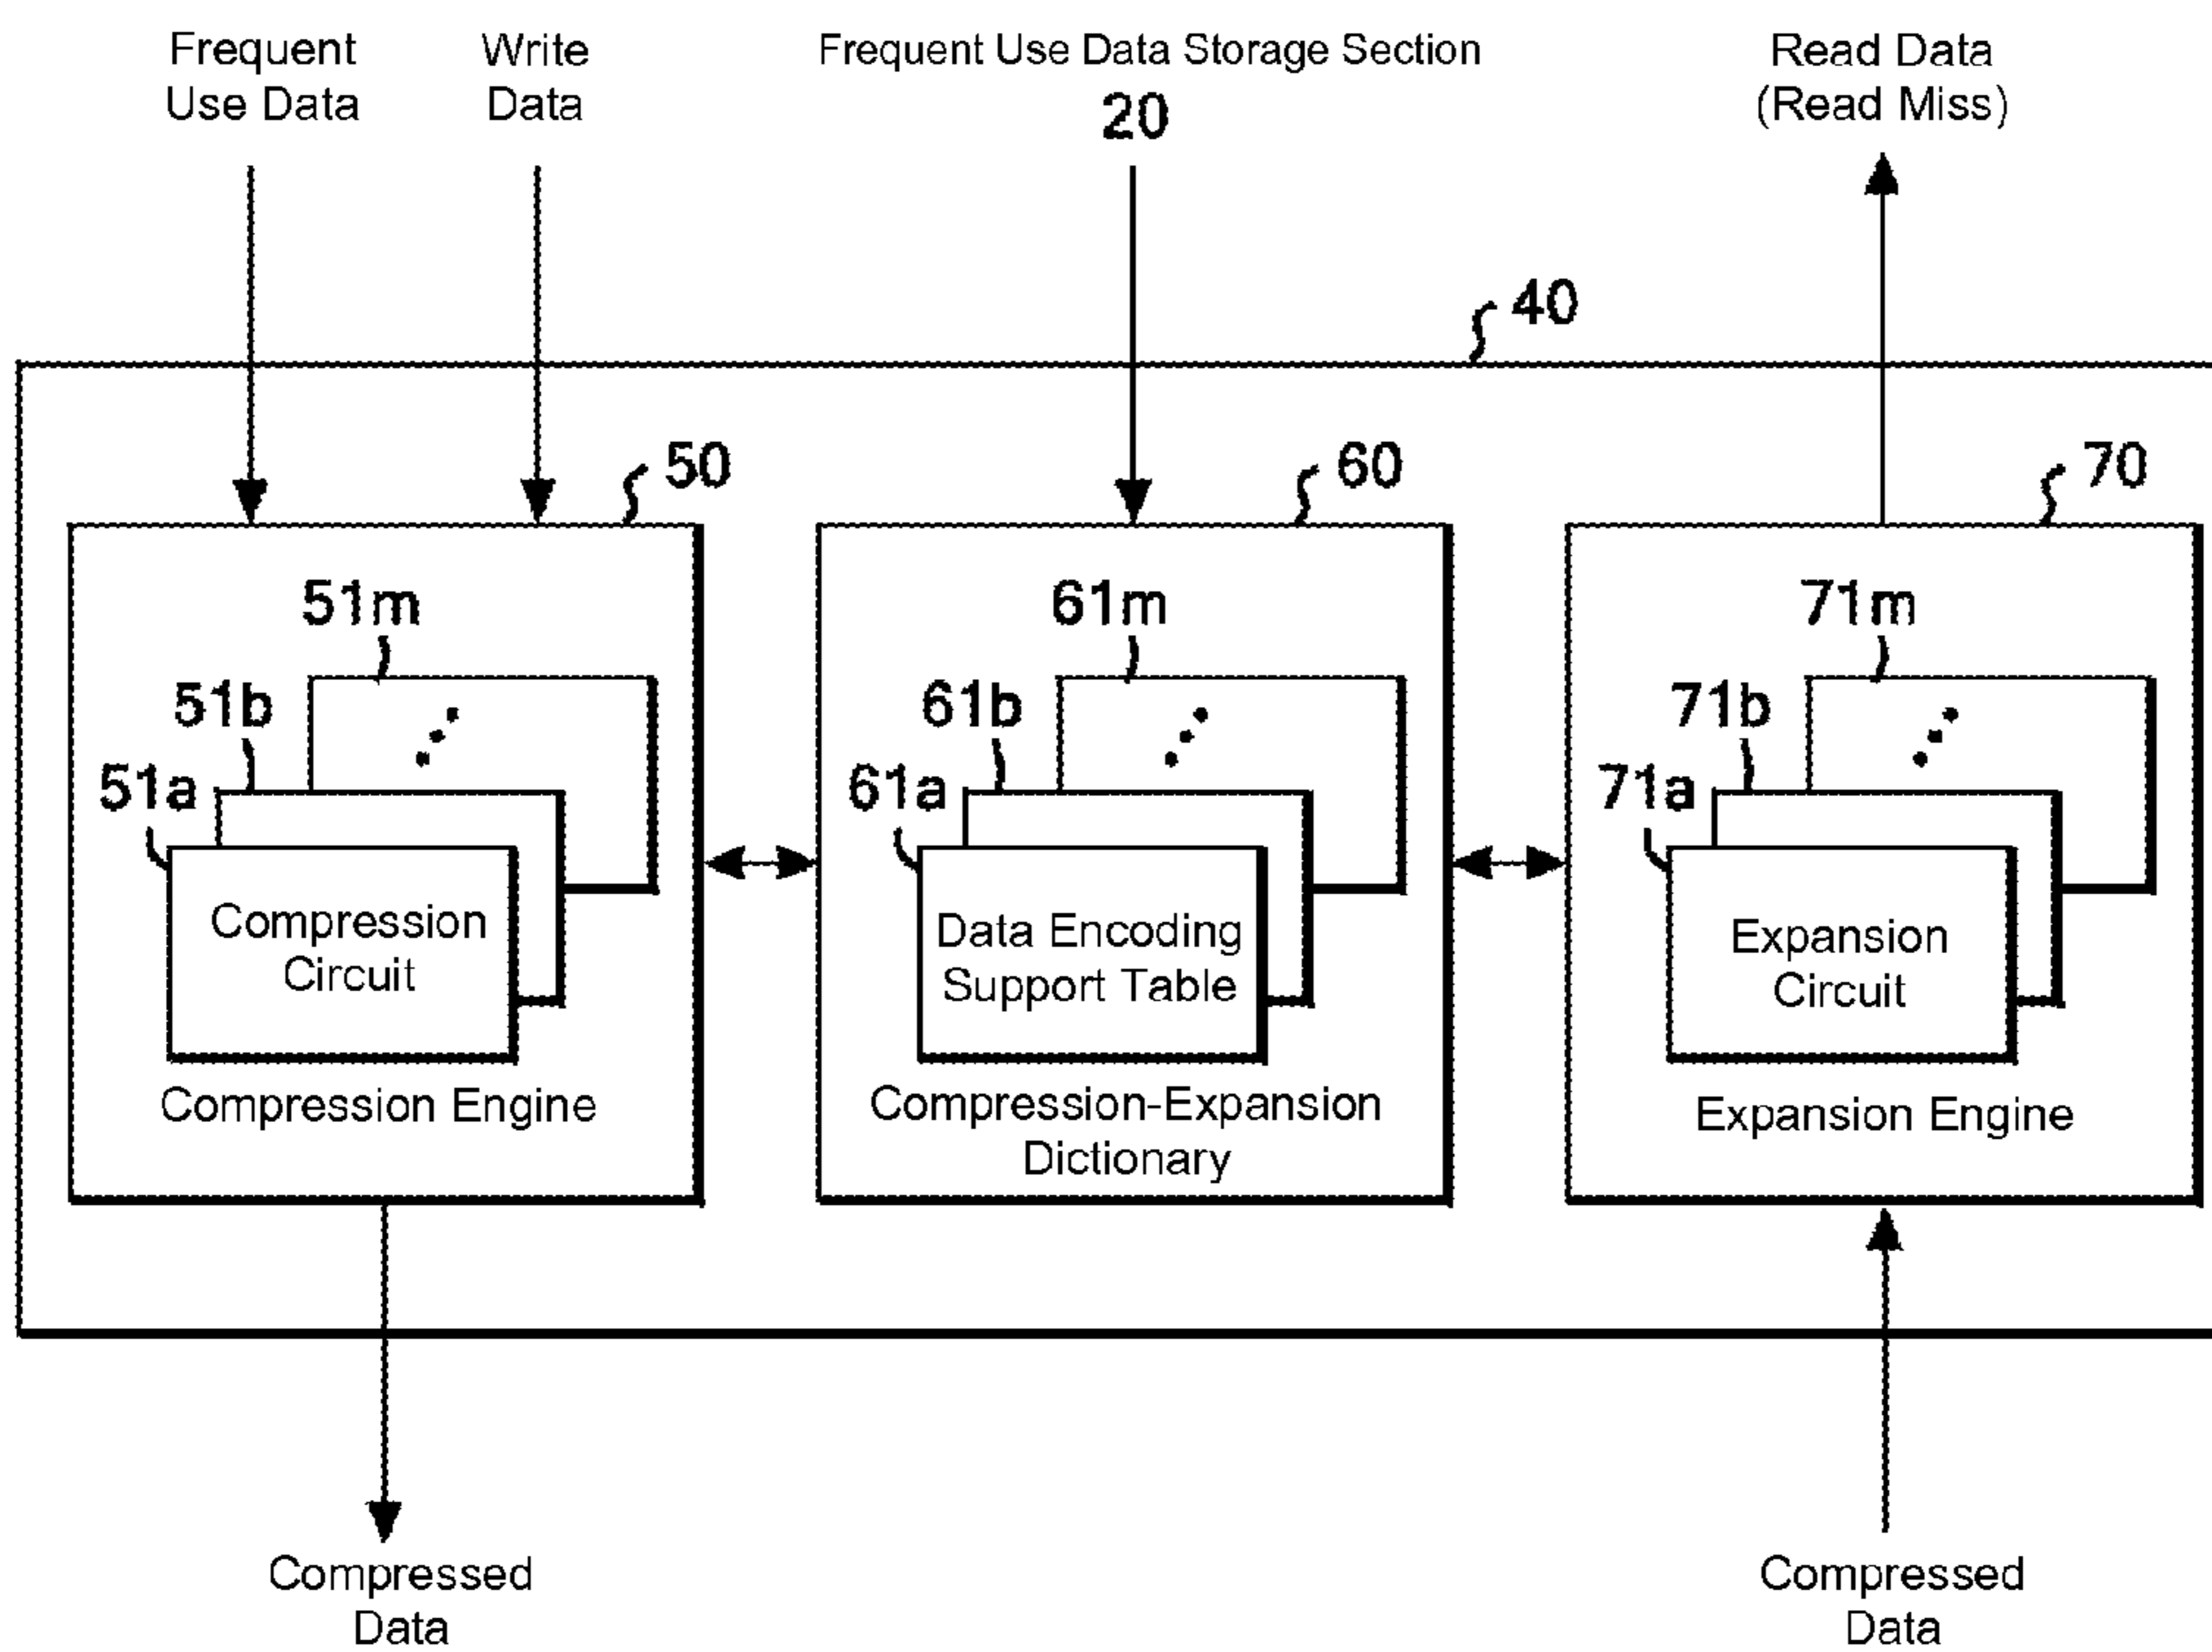 Frequent
Use Data
Write
Data
Frequent Use Data Storage Section
20
Read Data
(Read Miss)
40
50
60
70
51m
51b
51a
61m
61b
61a
71m
71b
71a
Compression
Circuit
Data Encoding
Support Table
Expansion
Circuit
Compression Engine
Compression-Expansion
Dictionary
Expansion Engine
Compressed
Data
Compressed
Data